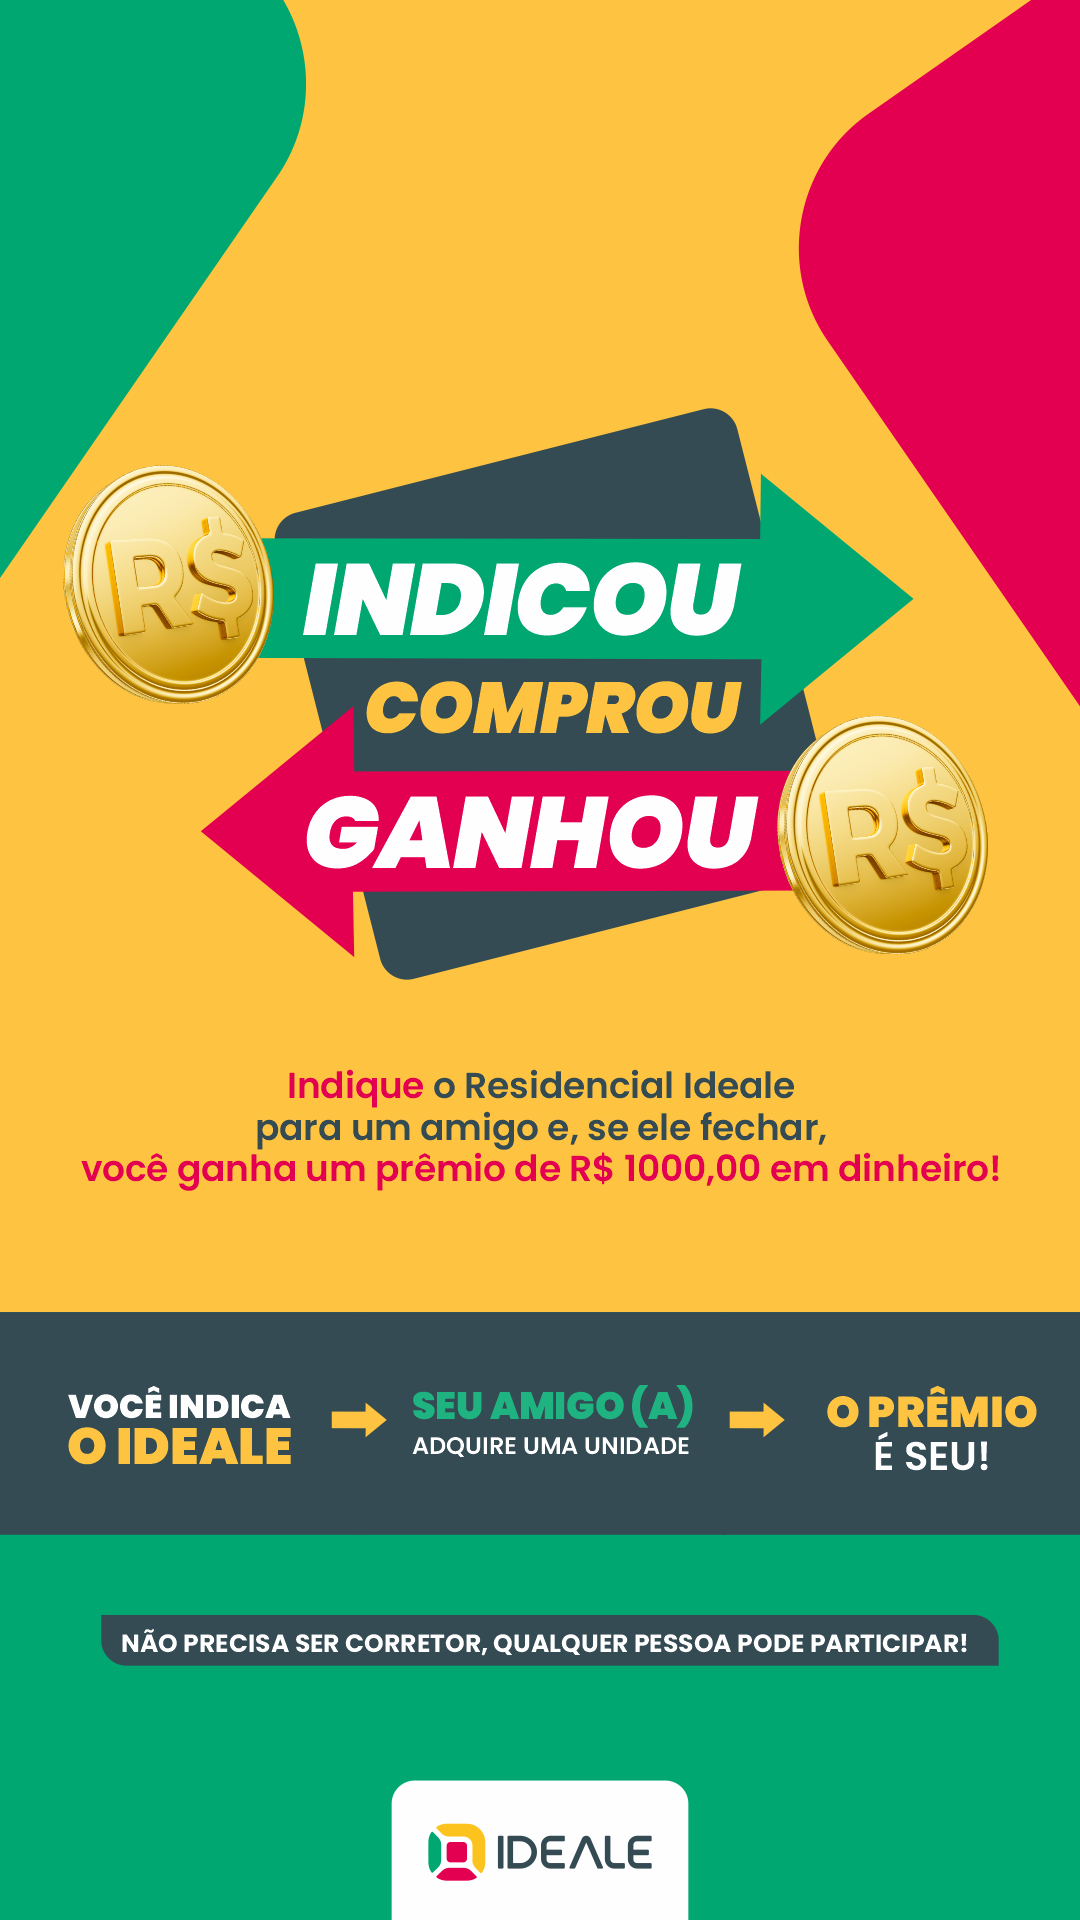 R$
INDICOU
COMPROU
GANHOU
R$
Indique o Residencial Ideale
para um amigo e, se ele fechar,
você ganha um prêmio de R$ 1000,00 em dinheiro!
VOCÊ INDICA
O IDEALE
SEU AMIGO (A)
ADQUIRE UMA UNIDADE
O PRÊMIO
É SEU!
NÃO PRECISA SER CORRETOR, QUALQUER PESSOA PODE PARTICIPAR!
IDEALE